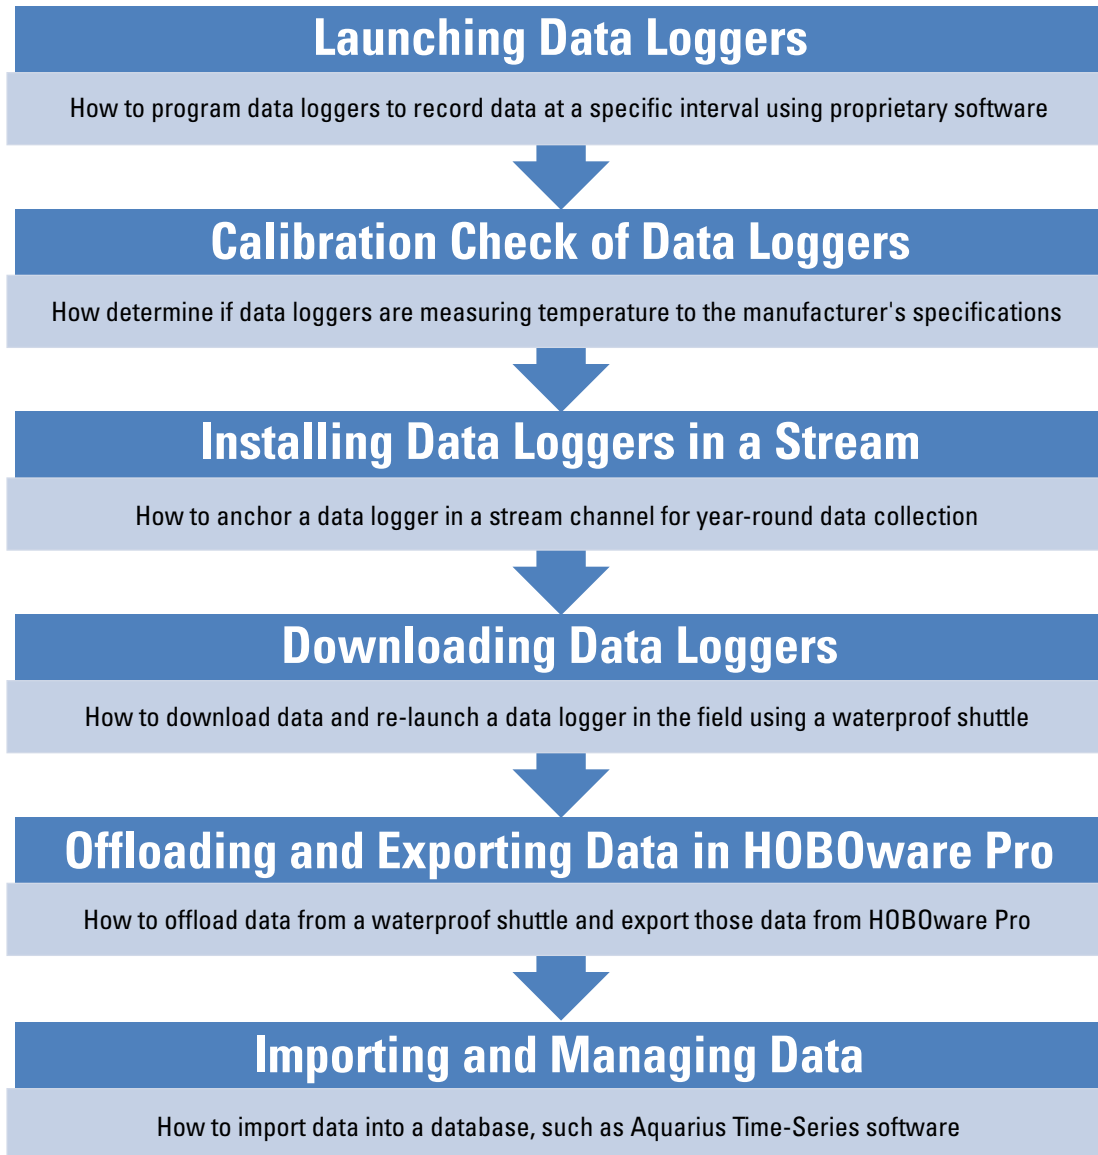 Launching Data Loggers
How to program data loggers to record data at a specific interval using proprietary software
Calibration Check of Data Loggers
How determine if data loggers are measuring temperature to the manufacturer's specifications
Installing Data Loggers in a Stream
How to anchor a data logger in a stream channel for year-round data collection
Downloading Data Loggers
How to download data and re-launch a data logger in the field using a waterproof shuttle
Offloading and Exporting Data in HOBOware Pro
How to offload data from a waterproof shuttle and export those data from HOBOware Pro
Importing and Managing Data
How to import data into a database, such as Aquarius Time-Series software